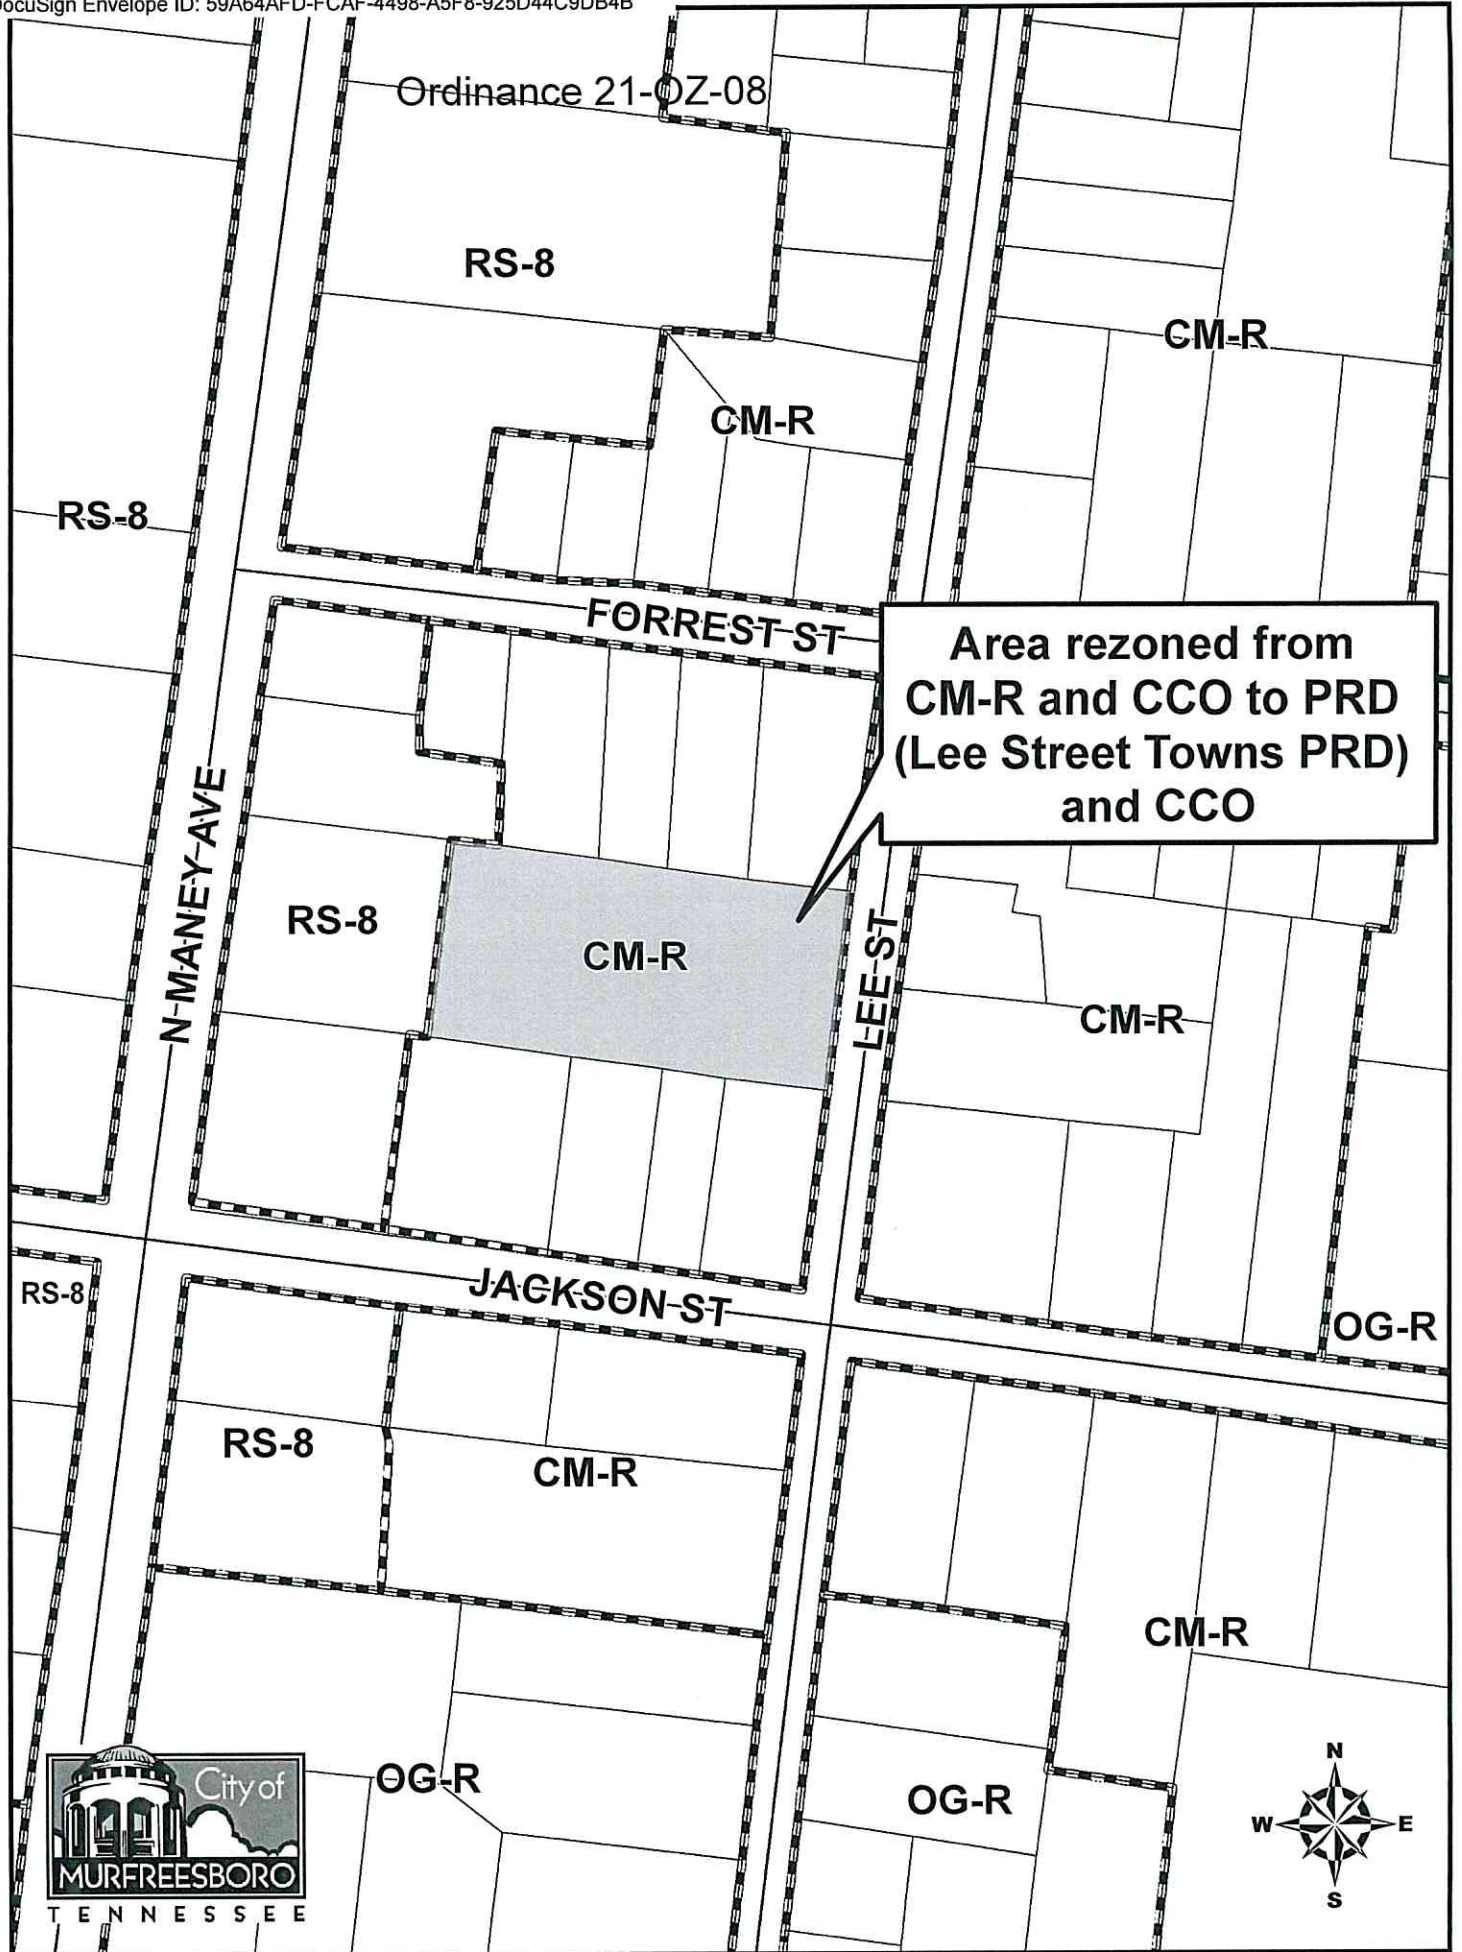 DocuSign Envelope ID: 59A64AFD-FCAF-4498-A5F8-925D44C9DB4B
Ordinance 21-OZ-08
RS-8
CM-R
CM-R
RS-8
FORREST ST
Area rezoned from
CM-R and CCO to PRD
(Lee Street Towns PRD)
and CCO
N MANEY AVE
RS-8
CM-R
LEE ST
CM-R
RS-8
JACKSON ST
OG-R
RS-8
CM-R
CM-R
OG-R
OG-R
City of
MURFREESBORO
TENNESSEE
N
W
E
S